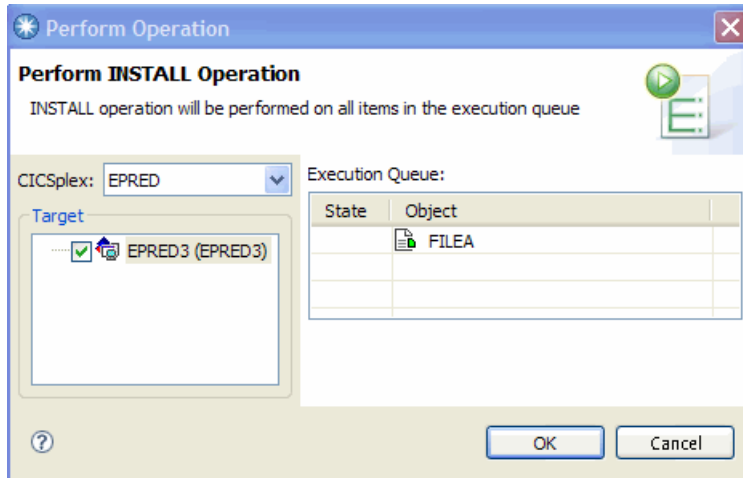 Perform Operation
Perform INSTALL Operation
INSTALL operation will be performed on all items in the execution queue
CICSplex: EPRED
Target
EPRED3 (EPRED3)
Execution Queue:
State Object
FILEA
?
OK Cancel